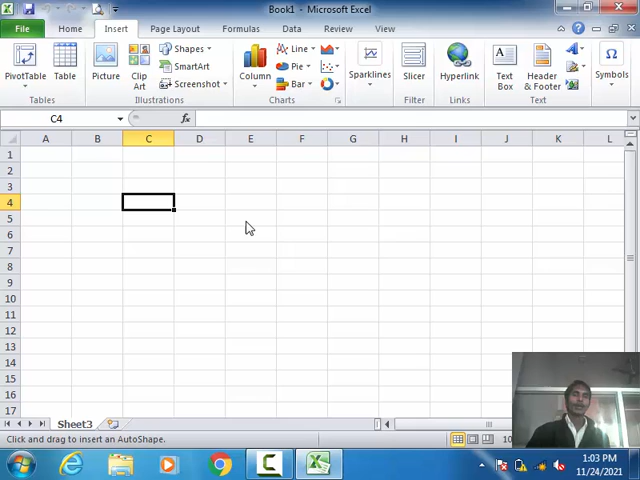 Book1 - Microsoft Excel
File Home Insert Page Layout Formulas Data Review View
PivotTable Table Picture Clip Art Shapes SmartArt Screenshot Column Line Pie Bar Sparklines Slicer Hyperlink Text Box Header & Footer Symbols
Tables Illustrations Charts Filter Links Text
C4 fx
A B C D E F G H I J K L
1
2
3
4
5
6
7
8
9
10
11
12
13
14
15
16
17
Sheet3
Click and drag to insert an AutoShape. 10
1:03 PM
11/24/2021